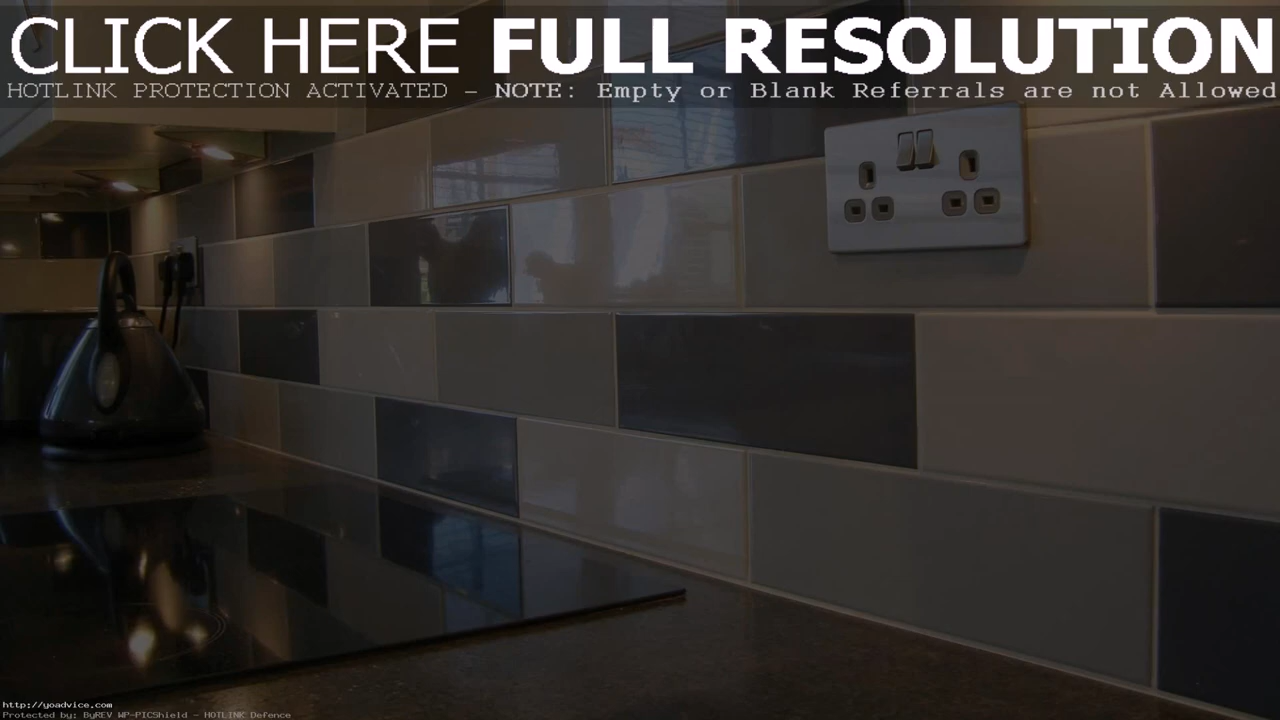 CLICK HERE FULL RESOLUTION
HOTLINK PROTECTION ACTIVATED - NOTE: Empty or Blank Referrals are not Allowed
http://yoadvice.com/
Protected by: ByREV WP-PICShield - HOTLINK Defence